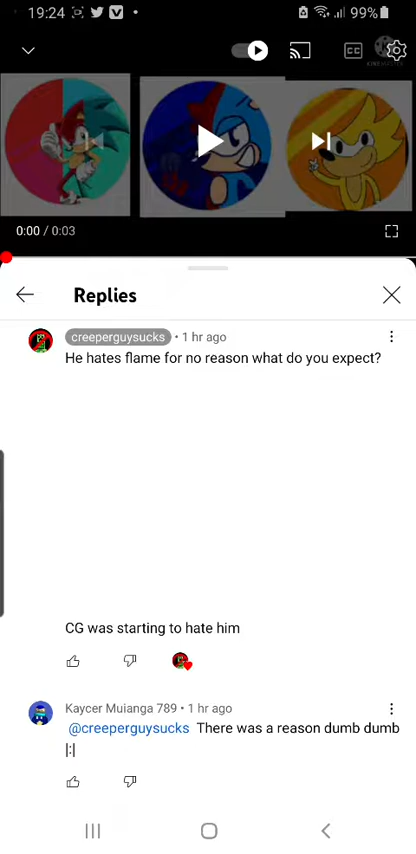 19:24
99%
CC
0:00 / 0:03
Replies
creeperguysucks • 1 hr ago
He hates flame for no reason what do you expect?
CG was starting to hate him
Kaycer Muianga 789 • 1 hr ago
@creeperguysucks There was a reason dumb dumb
|:|